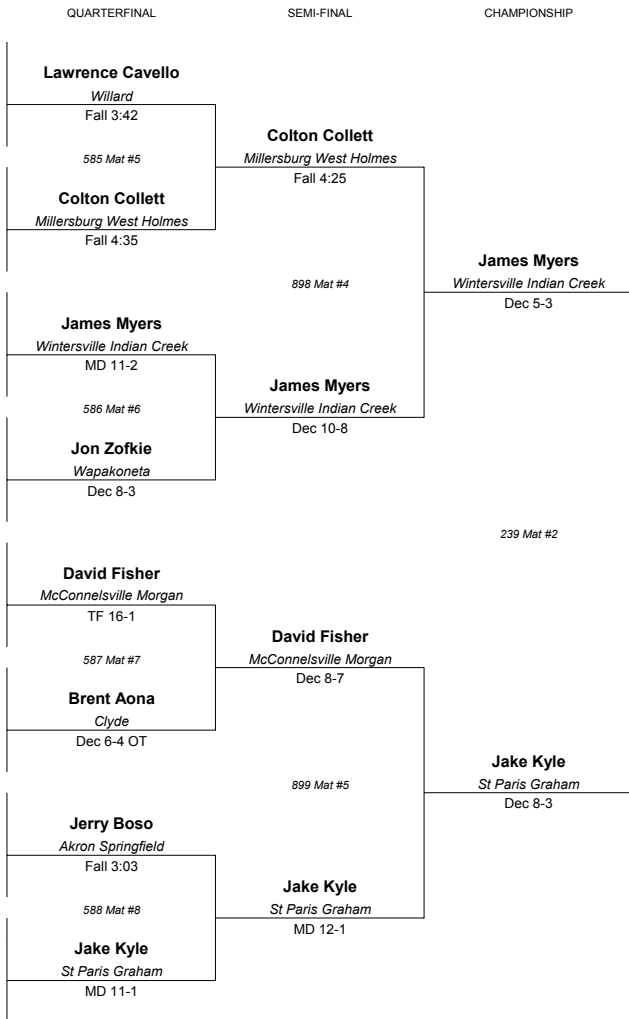 QUARTERFINAL SEMI-FINAL CHAMPIONSHIP
Lawrence Cavello
Willard
Fall 3:42
585 Mat #5
Colton Collett
Millersburg West Holmes
Fall 4:35
Colton Collett
Millersburg West Holmes
Fall 4:25
898 Mat #4
James Myers
Wintersville Indian Creek
MD 11-2
586 Mat #6
Jon Zofkie
Wapakoneta
Dec 8-3
James Myers
Wintersville Indian Creek
Dec 10-8
James Myers
Wintersville Indian Creek
Dec 5-3
239 Mat #2
David Fisher
McConnelsville Morgan
TF 16-1
587 Mat #7
Brent Aona
Clyde
Dec 6-4 OT
David Fisher
McConnelsville Morgan
Dec 8-7
899 Mat #5
Jerry Boso
Akron Springfield
Fall 3:03
588 Mat #8
Jake Kyle
St Paris Graham
MD 11-1
Jake Kyle
St Paris Graham
MD 12-1
Jake Kyle
St Paris Graham
Dec 8-3